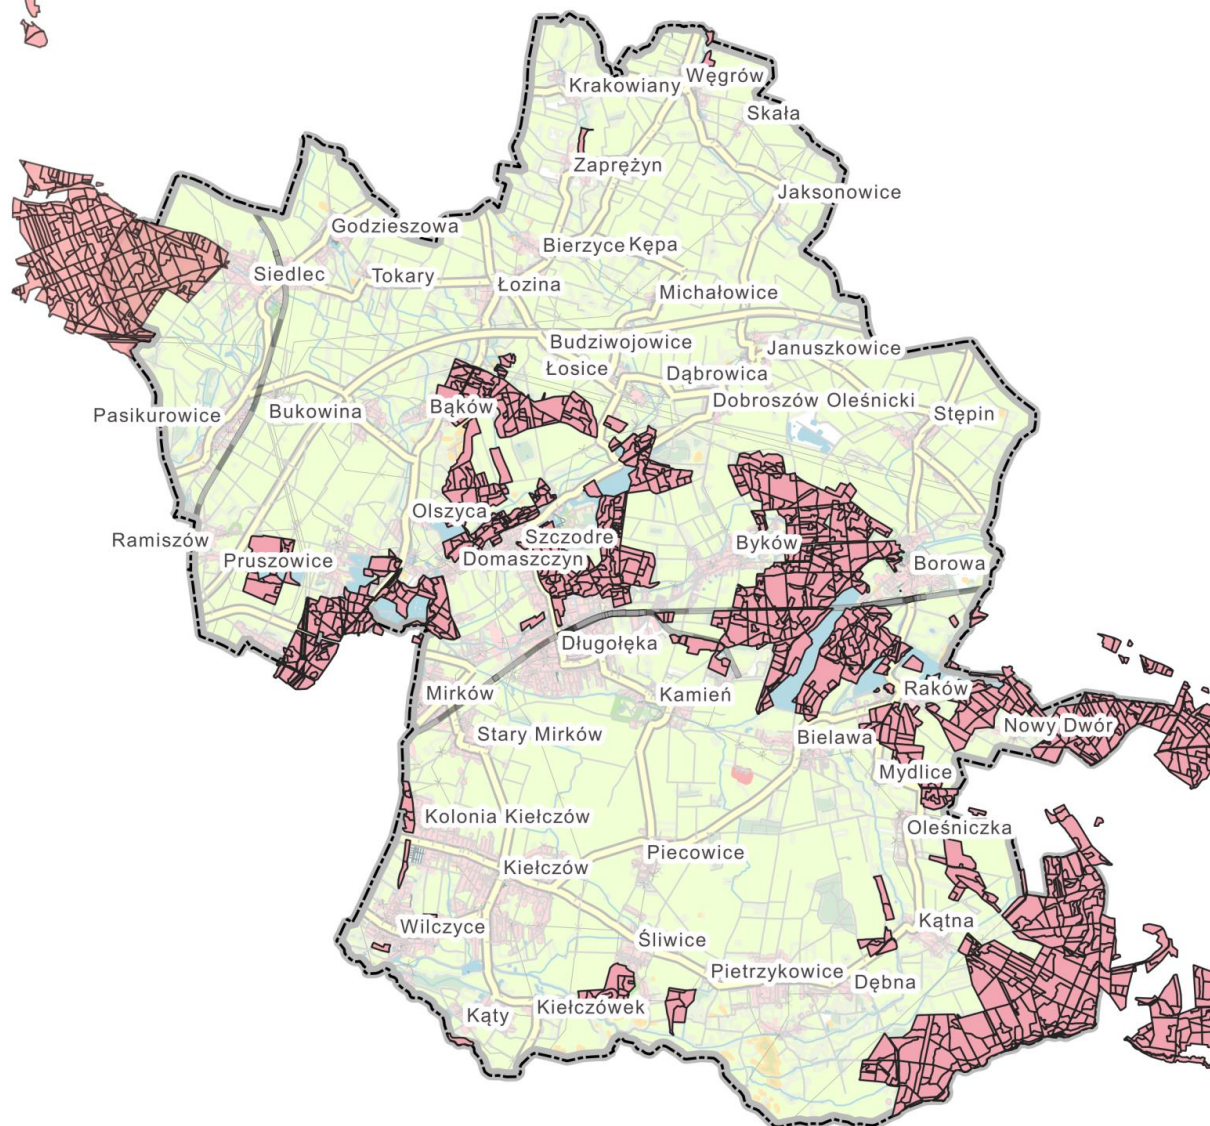 Krakowiany
Węgrów
Skała
Zaprężyn
Jaksonowice
Godzieszowa
Bierzyce
Kępa
Siedlec
Tokary
Łozina
Michałowice
Budziwojowice
Januszkowice
Łosice
Dąbrowica
Pasikurowice
Bukowina
Bąków
Dobroszów Oleśnicki
Stępin
Olszyca
Ramiszów
Szczodre
Byków
Pruszowice
Domaszczyn
Borowa
Długołęka
Mirków
Kamień
Raków
Stary Mirków
Bielawa
Nowy Dwór
Mydlice
Kolonia Kiełczów
Oleśniczka
Piecowice
Kiełczów
Wilczyce
Kątna
Śliwice
Pietrzykowice
Dębna
Kąty
Kiełczówek